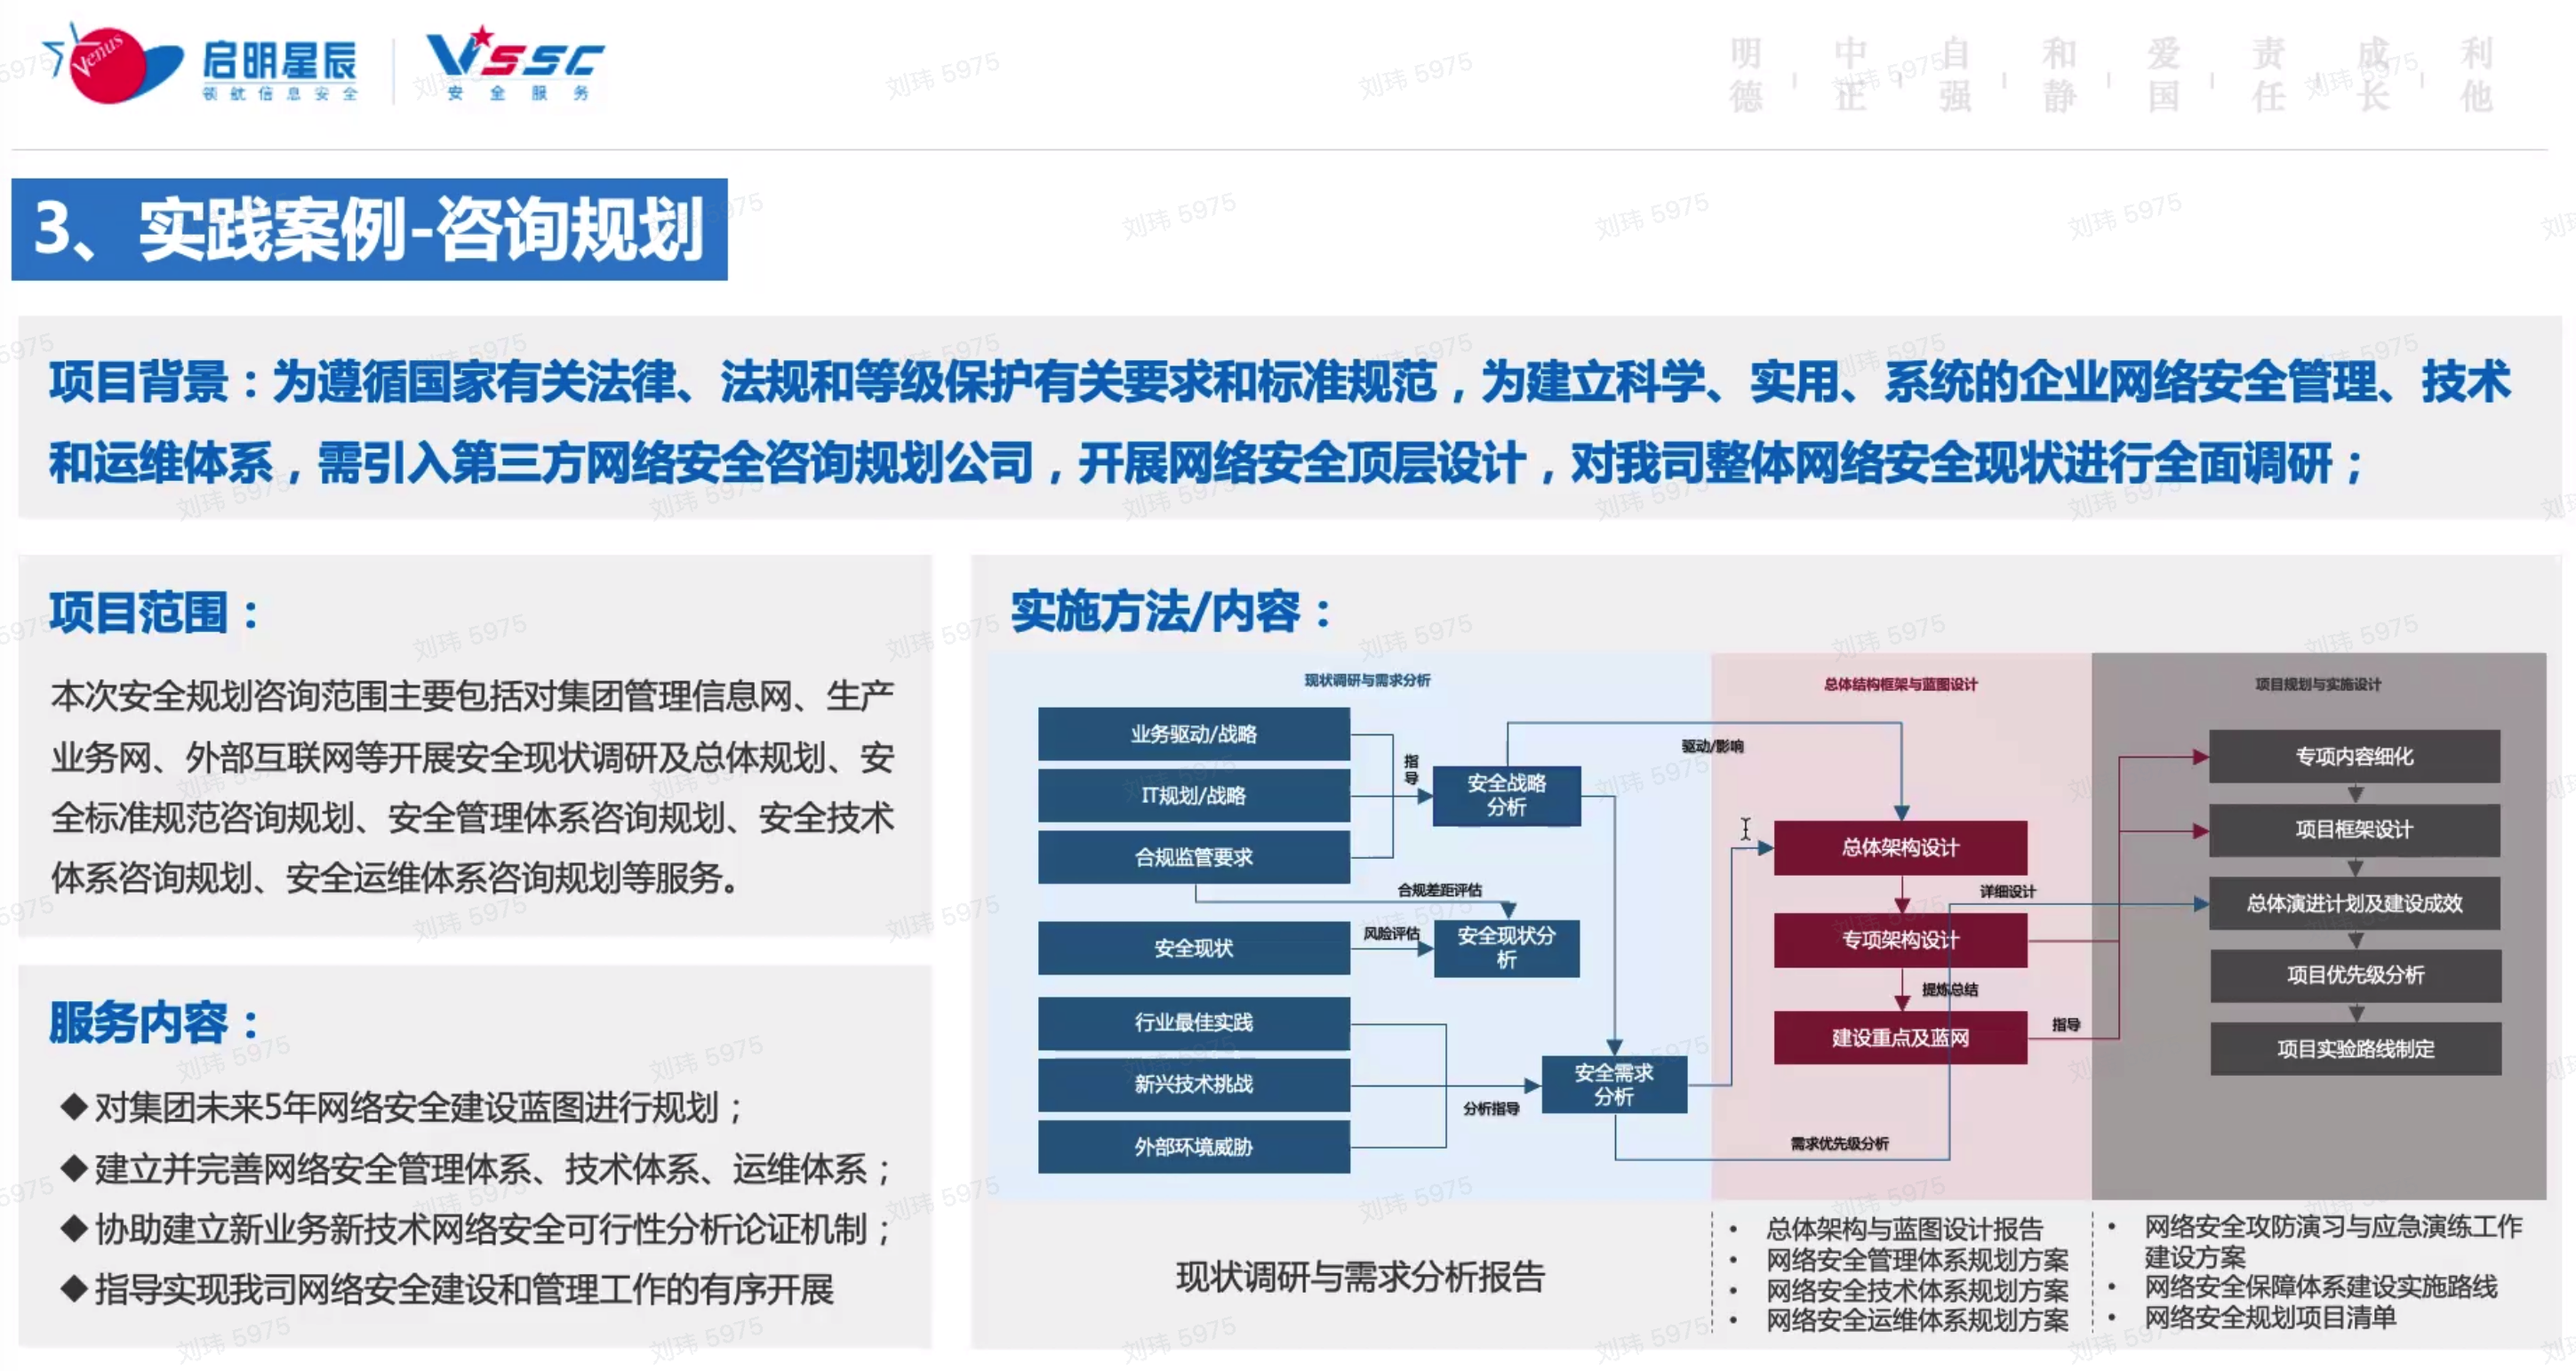 Venus
启明星辰
领航信息安全
VSSC
安全服务
明德
中正
自强
和静
爱国
责任
成长
利他
3、实践案例-咨询规划
项目背景：为遵循国家有关法律、法规和等级保护有关要求和标准规范，为建立科学、实用、系统的企业网络安全管理、技术
和运维体系，需引入第三方网络安全咨询规划公司，开展网络安全顶层设计，对我司整体网络安全现状进行全面调研；
项目范围：
本次安全规划咨询范围主要包括对集团管理信息网、生产
业务网、外部互联网等开展安全现状调研及总体规划、安
全标准规范咨询规划、安全管理体系咨询规划、安全技术
体系咨询规划、安全运维体系咨询规划等服务。
服务内容：
◆对集团未来5年网络安全建设蓝图进行规划；
◆建立并完善网络安全管理体系、技术体系、运维体系；
◆协助建立新业务新技术网络安全可行性分析论证机制；
◆指导实现我司网络安全建设和管理工作的有序开展
实施方法/内容：
现状调研与需求分析
业务驱动/战略
IT规划/战略
合规监管要求
指
导
安全战略
分析
驱动/影响
合规差距评估
安全现状
风险评估
安全现状分
析
行业最佳实践
新兴技术挑战
外部环境威胁
分析指导
安全需求
分析
需求优先级分析
总体结构框架与蓝图设计
总体架构设计
详细设计
专项架构设计
提炼总结
建设重点及蓝网
指导
项目规划与实施设计
专项内容细化
项目框架设计
总体演进计划及建设成效
项目优先级分析
项目实验路线制定
现状调研与需求分析报告
• 总体架构与蓝图设计报告
• 网络安全管理体系规划方案
• 网络安全技术体系规划方案
• 网络安全运维体系规划方案
• 网络安全攻防演习与应急演练工作
建设方案
• 网络安全保障体系建设实施路线
• 网络安全规划项目清单
刘玮 5975